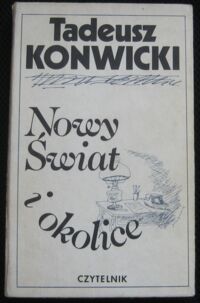 Tadeusz
KONWICKI
Nowy
Świat
i okolice
CZYTELNIK